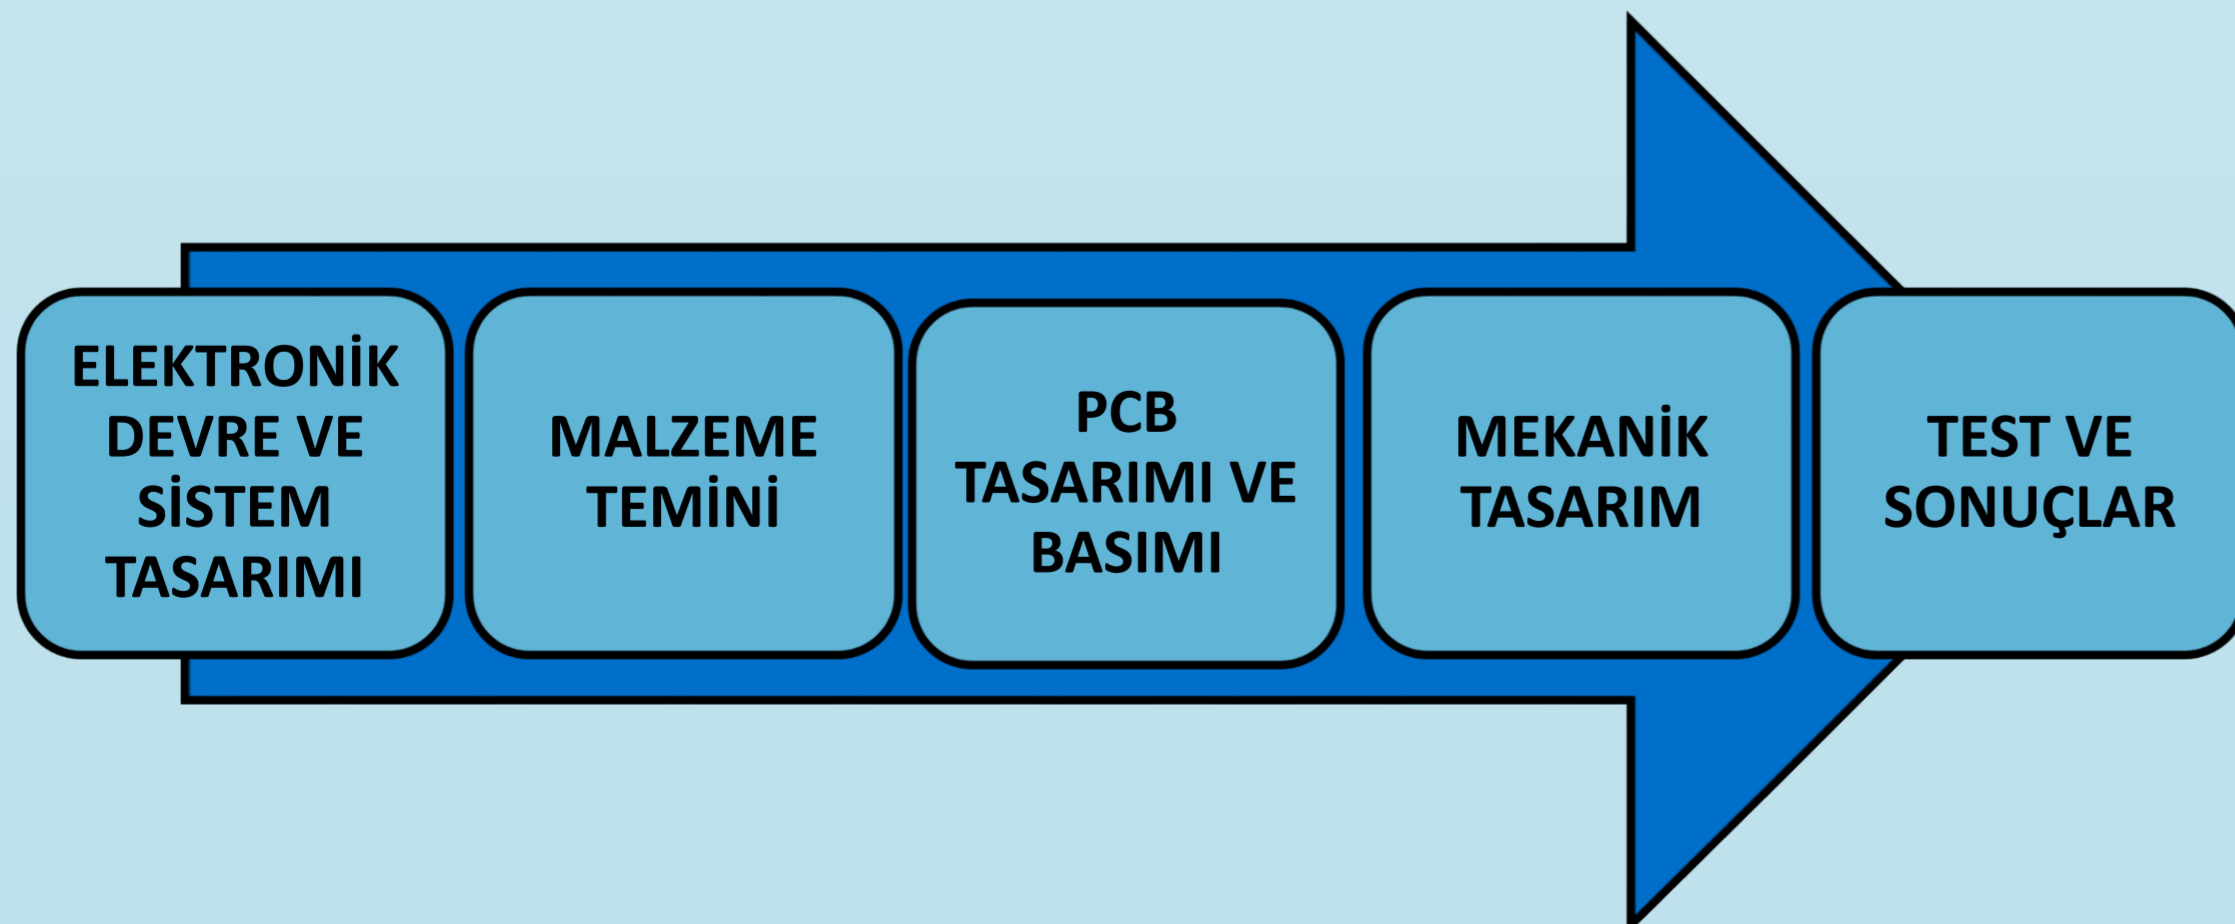 ELEKTRONİK
DEVRE VE
SİSTEM
TASARIMI
MALZEME
TEMİNİ
PCB
TASARIMI VE
BASIMI
MEKANİK
TASARIM
TEST VE
SONUÇLAR